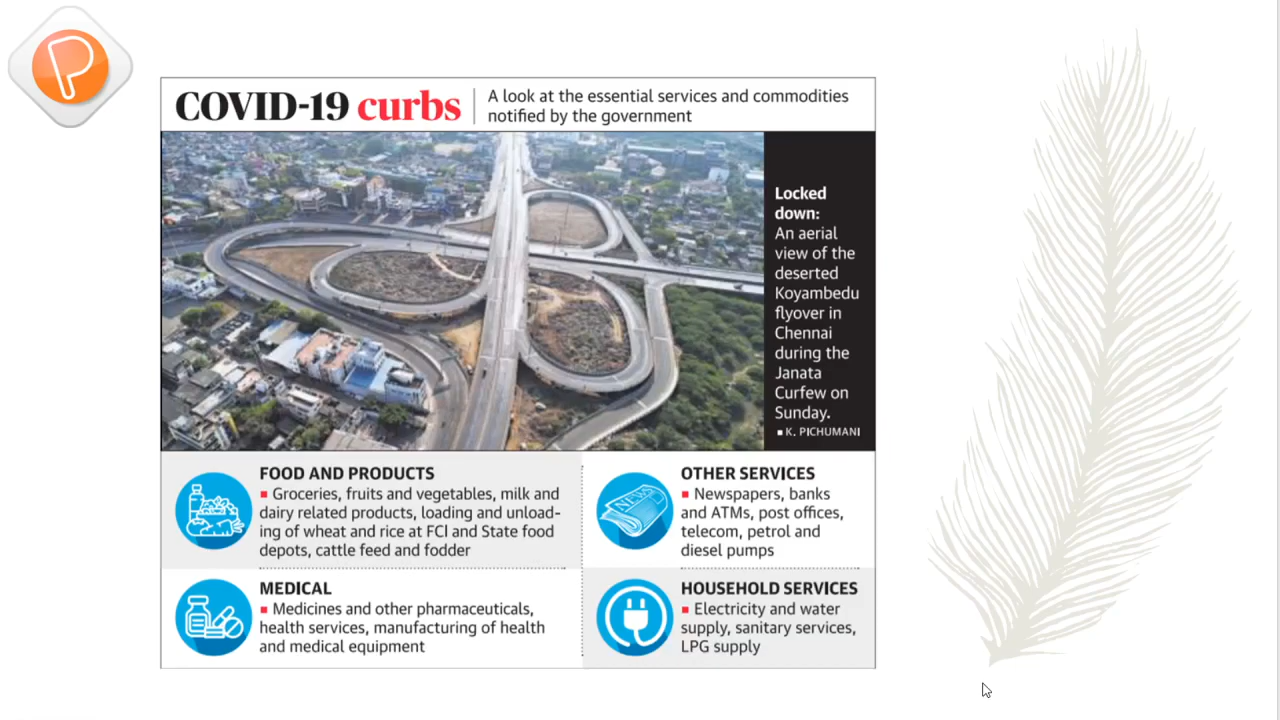 P
COVID-19 curbs
A look at the essential services and commodities
notified by the government
Locked
down:
An aerial
view of the
deserted
Koyambedu
flyover in
Chennai
during the
Janata
Curfew on
Sunday.
■ K. PICHUMANI
FOOD AND PRODUCTS
■ Groceries, fruits and vegetables, milk and
dairy related products, loading and unload-
ing of wheat and rice at FCI and State food
depots, cattle feed and fodder
OTHER SERVICES
■ Newspapers, banks
and ATMs, post offices,
telecom, petrol and
diesel pumps
NEWS
MEDICAL
■ Medicines and other pharmaceuticals,
health services, manufacturing of health
and medical equipment
HOUSEHOLD SERVICES
■ Electricity and water
supply, sanitary services,
LPG supply